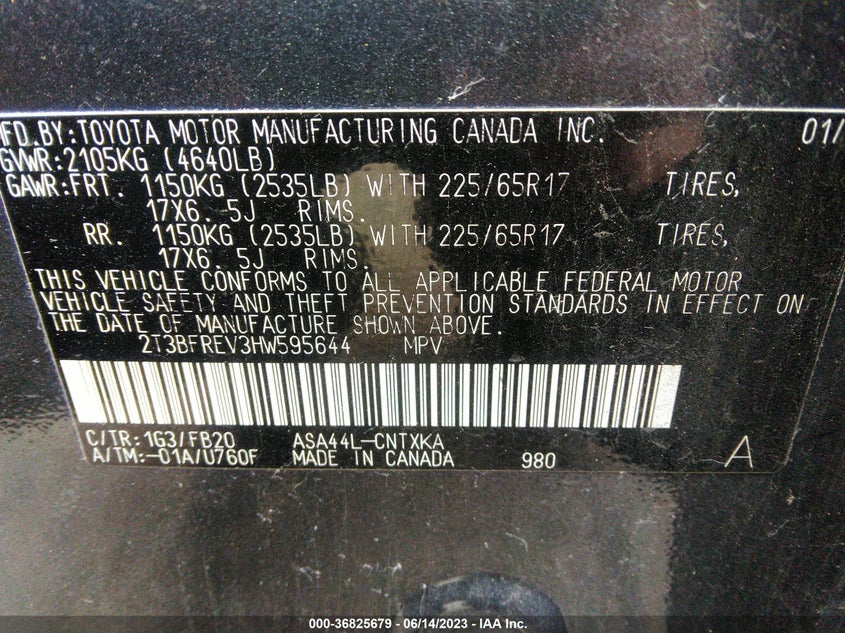 MFD.BY:TOYOTA MOTOR MANUFACTURING CANADA INC. 01/
GVWR:2105KG (4640LB)
GAWR:FRT. 1150KG (2535LB) WITH 225/65R17 TIRES,
17X6.5J RIMS.
RR. 1150KG (2535LB) WITH 225/65R17 TIRES,
17X6.5J RIMS.
THIS VEHICLE CONFORMS TO ALL APPLICABLE FEDERAL MOTOR
VEHICLE SAFETY AND THEFT PREVENTION STANDARDS IN EFFECT ON
THE DATE OF MANUFACTURE SHOWN ABOVE.
2T3BFREV3HW595644 MPV
C/TR:1G3/FB20 ASA44L-CNTXKA
A/TM:-01A/U760F MADE IN CANADA 980 A
000-36825679 - 06/14/2023 - IAA Inc.